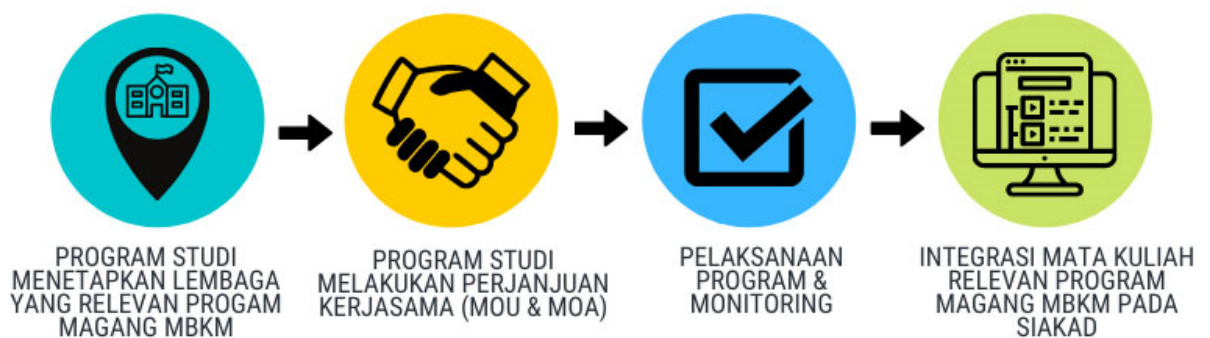 PROGRAM STUDI
MENETAPKAN LEMBAGA
YANG RELEVAN PROGAM
MAGANG MBKM
PROGRAM STUDI
MELAKUKAN PERJANJUAN
KERJASAMA (MOU & MOA)
PELAKSANAAN
PROGRAM &
MONITORING
INTEGRASI MATA KULIAH
RELEVAN PROGRAM
MAGANG MBKM PADA
SIAKAD